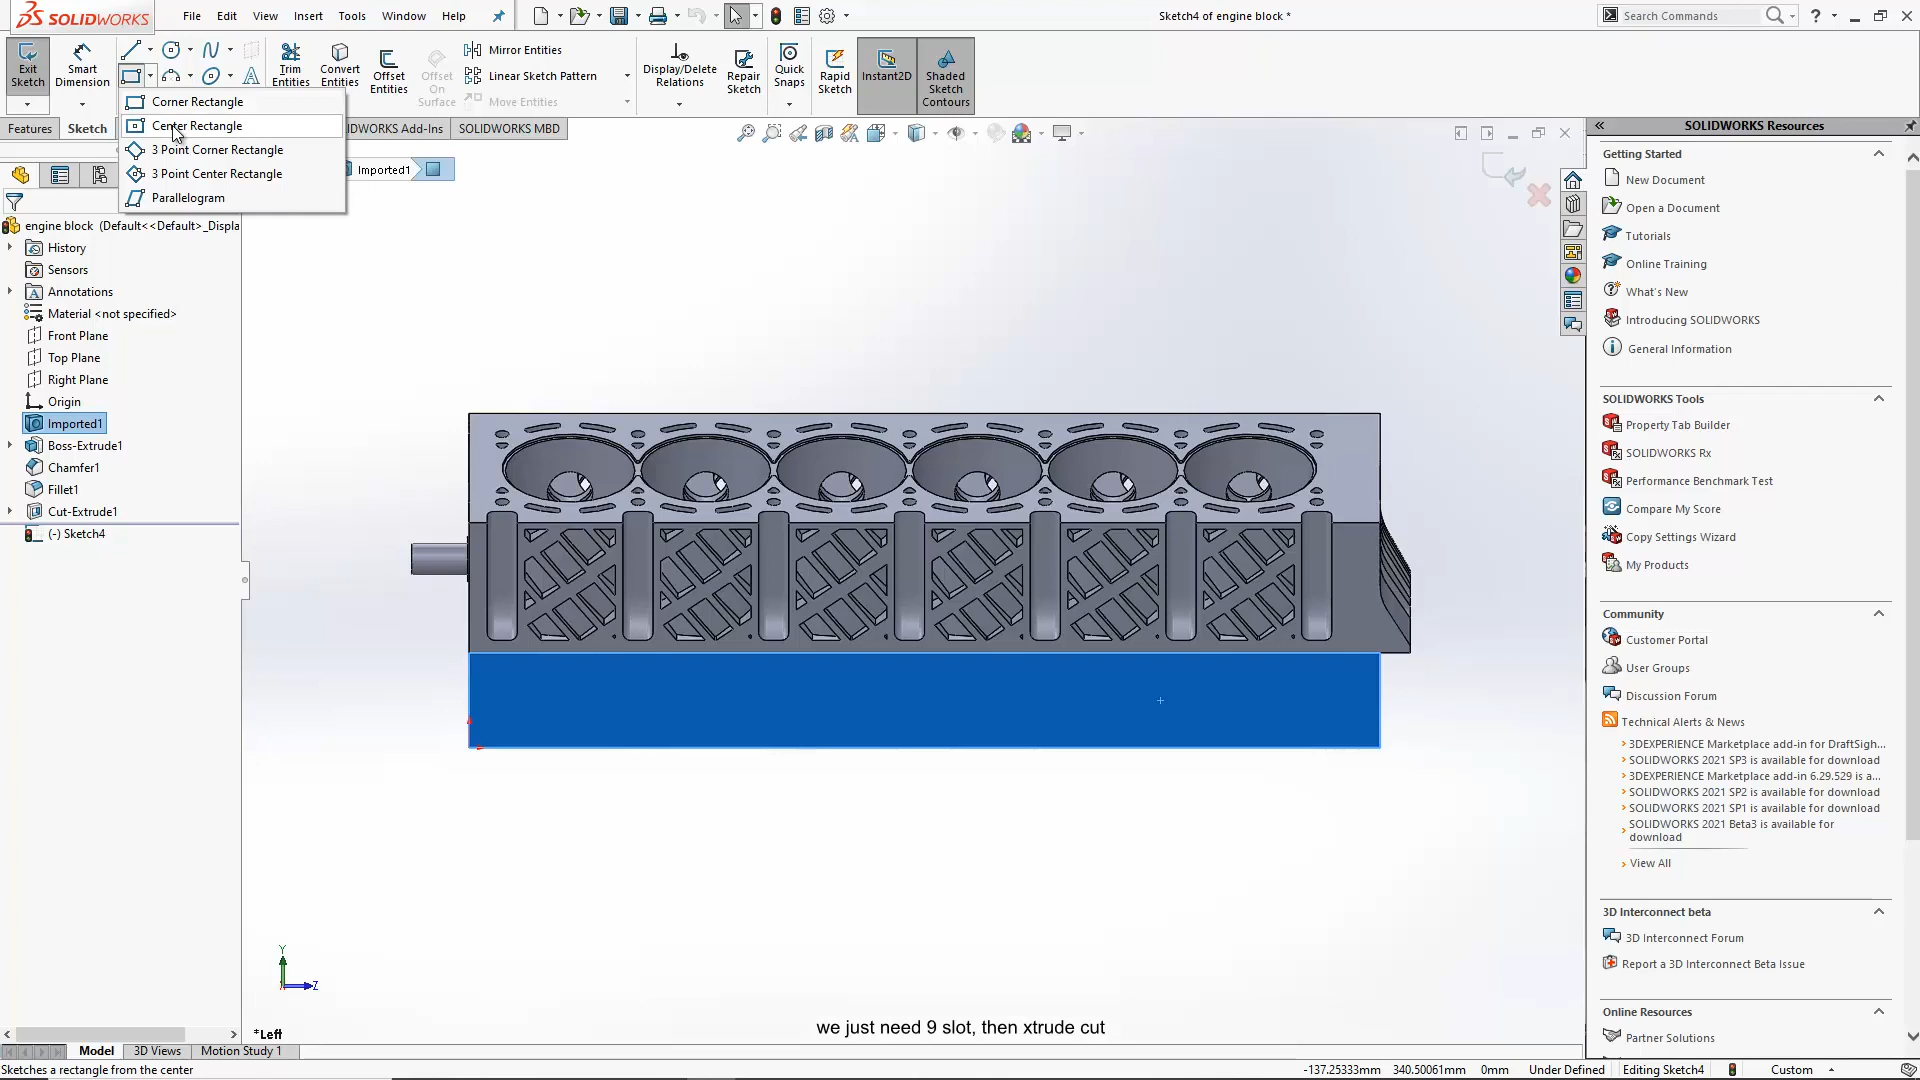 SOLIDWORKS
File Edit View Insert Tools Window Help
Sketch4 of engine block *
Search Commands
Exit Sketch
Smart Dimension
Trim Entities
Convert Entities
Offset Entities
Offset On Surface
Mirror Entities
Linear Sketch Pattern
Move Entities
Display/Delete Relations
Repair Sketch
Quick Snaps
Rapid Sketch
Instant2D
Shaded Sketch Contours
Corner Rectangle
Center Rectangle
3 Point Corner Rectangle
3 Point Center Rectangle
Parallelogram
Features Sketch IDWORKS Add-Ins SOLIDWORKS MBD
Imported1
engine block (Default<<Default>_Displa
History
Sensors
Annotations
Material <not specified>
Front Plane
Top Plane
Right Plane
Origin
Imported1
Boss-Extrude1
Chamfer1
Fillet1
Cut-Extrude1
(-) Sketch4
Y
Z
*Left
we just need 9 slot, then xtrude cut
SOLIDWORKS Resources
Getting Started
New Document
Open a Document
Tutorials
Online Training
What's New
Introducing SOLIDWORKS
General Information
SOLIDWORKS Tools
Property Tab Builder
SOLIDWORKS Rx
Performance Benchmark Test
Compare My Score
Copy Settings Wizard
My Products
Community
Customer Portal
User Groups
Discussion Forum
Technical Alerts & News
3DEXPERIENCE Marketplace add-in for DraftSigh...
SOLIDWORKS 2021 SP3 is available for download
3DEXPERIENCE Marketplace add-in 6.29.529 is a...
SOLIDWORKS 2021 SP2 is available for download
SOLIDWORKS 2021 SP1 is available for download
SOLIDWORKS 2021 Beta3 is available for
download
View All
3D Interconnect beta
3D Interconnect Forum
Report a 3D Interconnect Beta Issue
Online Resources
Partner Solutions
Model 3D Views Motion Study 1
Sketches a rectangle from the center
-137.25333mm 340.50061mm 0mm Under Defined Editing Sketch4 Custom